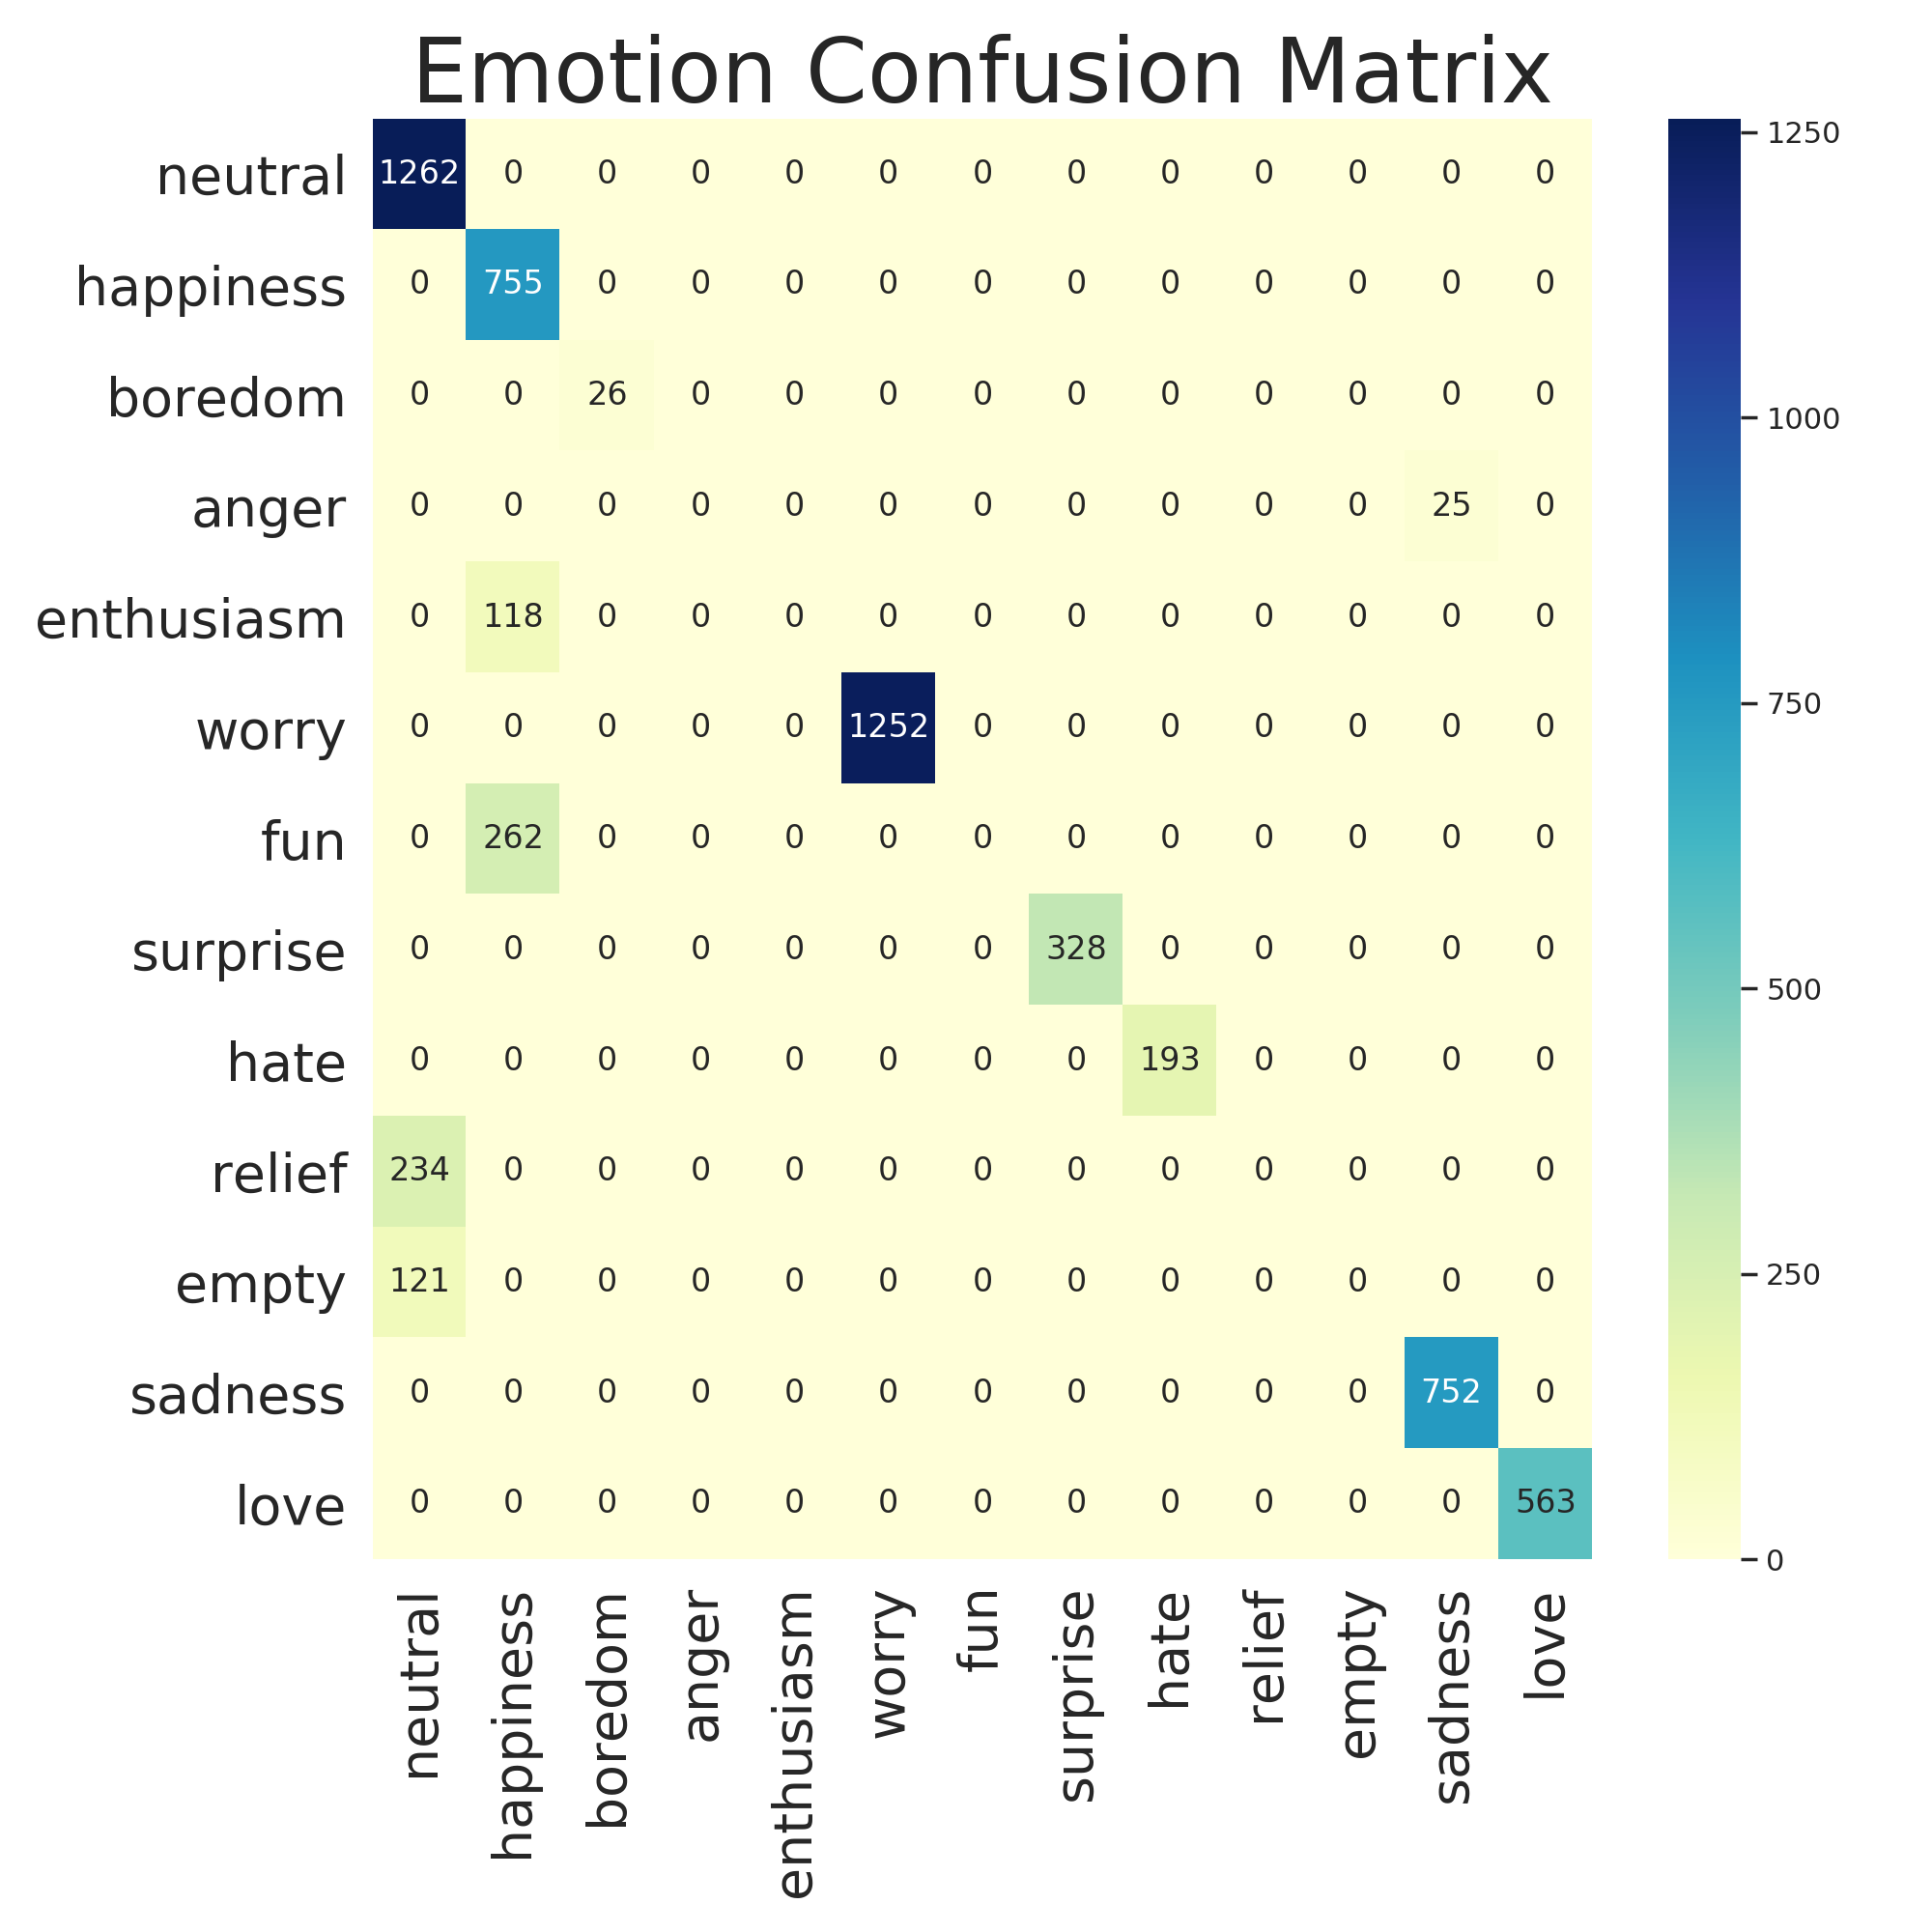 Emotion Confusion Matrix
neutral 1262 0 0 0 0 0 0 0 0 0 0 0 0
happiness 0 755 0 0 0 0 0 0 0 0 0 0 0
boredom 0 0 26 0 0 0 0 0 0 0 0 0 0
anger 0 0 0 0 0 0 0 0 0 0 0 25 0
enthusiasm 0 118 0 0 0 0 0 0 0 0 0 0 0
worry 0 0 0 0 0 1252 0 0 0 0 0 0 0
fun 0 262 0 0 0 0 0 0 0 0 0 0 0
surprise 0 0 0 0 0 0 0 328 0 0 0 0 0
hate 0 0 0 0 0 0 0 0 193 0 0 0 0
relief 234 0 0 0 0 0 0 0 0 0 0 0 0
empty 121 0 0 0 0 0 0 0 0 0 0 0 0
sadness 0 0 0 0 0 0 0 0 0 0 0 752 0
love 0 0 0 0 0 0 0 0 0 0 0 0 563
neutral happiness boredom anger enthusiasm worry fun surprise hate relief empty sadness love
1250
1000
750
500
250
0